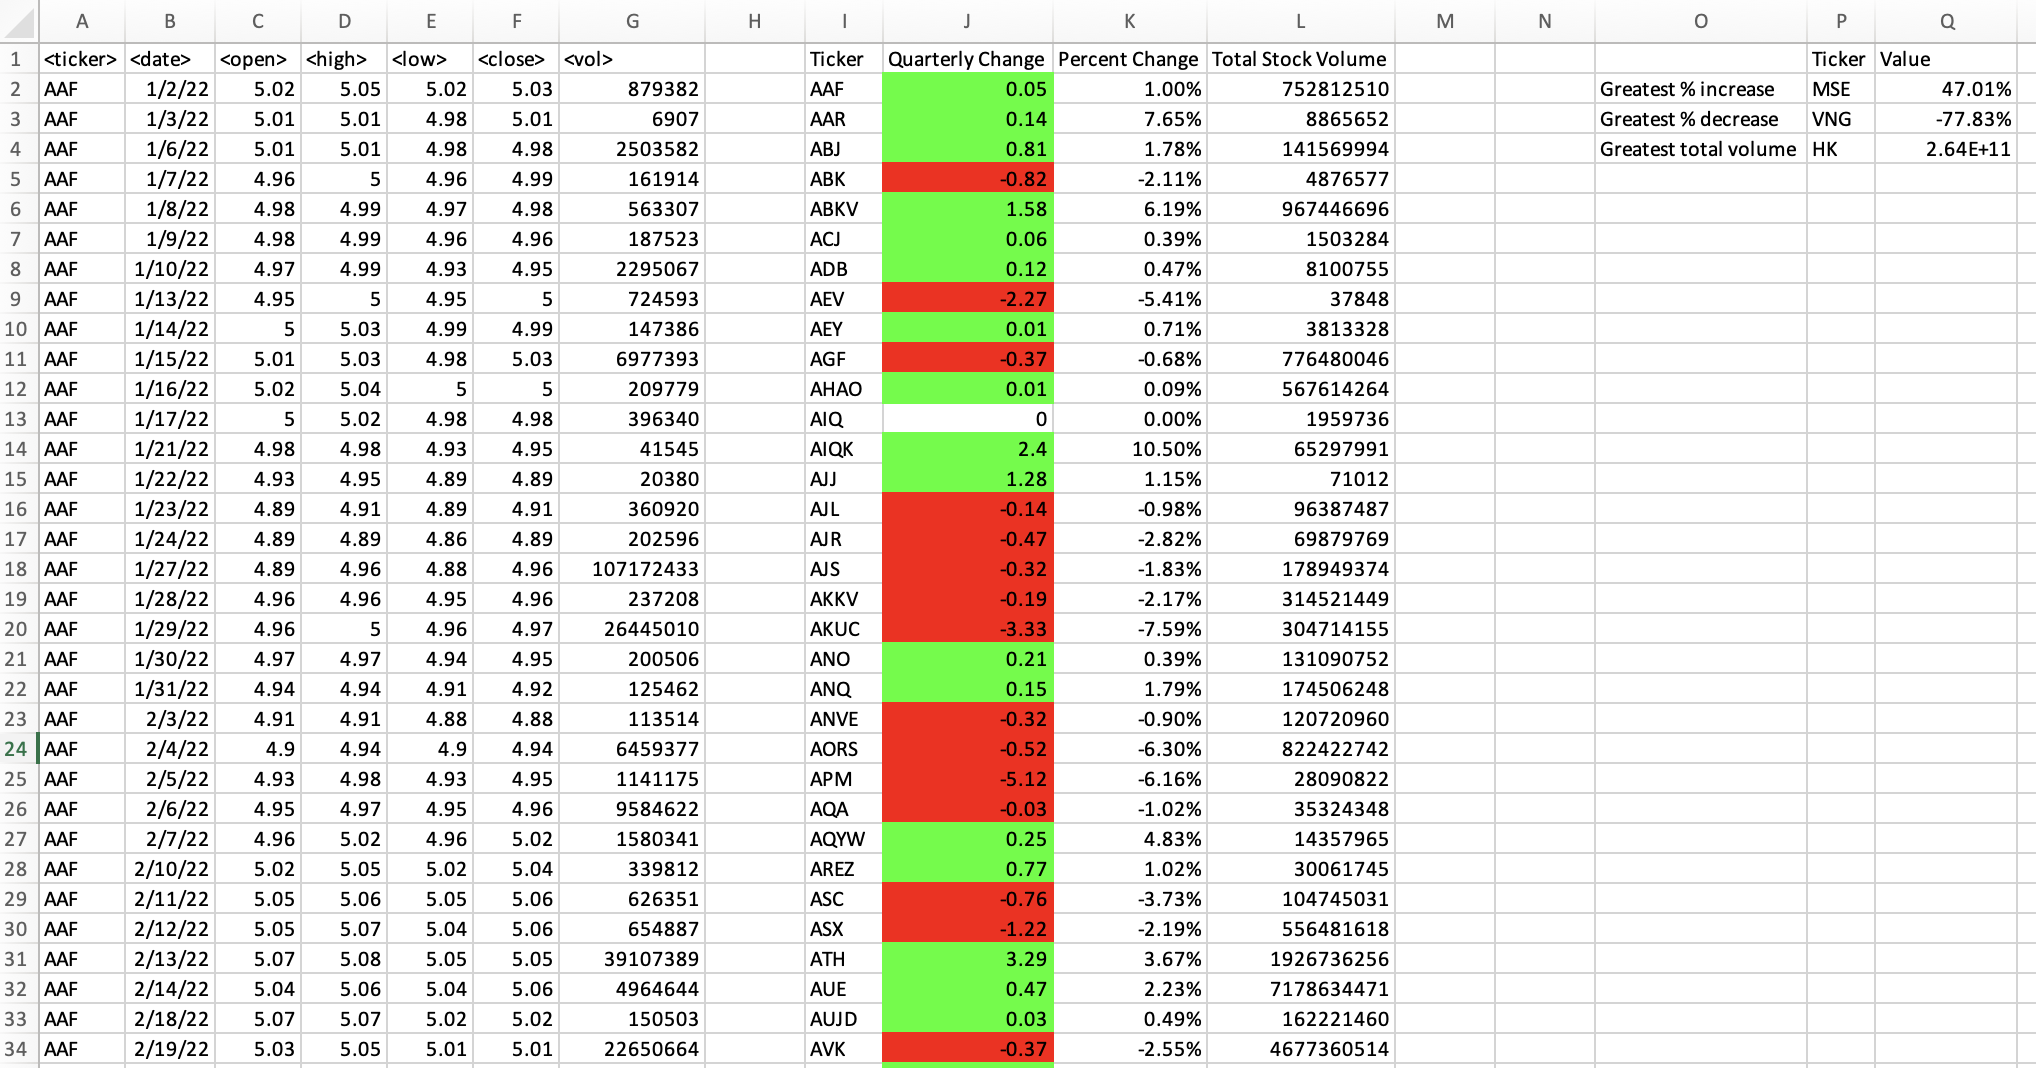 A B C D E F G H I J K L M N O P Q
1 <ticker> <date> <open> <high> <low> <close> <vol> Ticker Quarterly Change Percent Change Total Stock Volume Ticker Value
2 AAF 1/2/22 5.02 5.05 5.02 5.03 879382 AAF 0.05 1.00% 752812510 Greatest % increase MSE 47.01%
3 AAF 1/3/22 5.01 5.01 4.98 5.01 6907 AAR 0.14 7.65% 8865652 Greatest % decrease VNG -77.83%
4 AAF 1/6/22 5.01 5.01 4.98 4.98 2503582 ABJ 0.81 1.78% 141569994 Greatest total volume HK 2.64E+11
5 AAF 1/7/22 4.96 5 4.96 4.99 161914 ABK -0.82 -2.11% 4876577
6 AAF 1/8/22 4.98 4.99 4.97 4.98 563307 ABKV 1.58 6.19% 967446696
7 AAF 1/9/22 4.98 4.99 4.96 4.96 187523 ACJ 0.06 0.39% 1503284
8 AAF 1/10/22 4.97 4.99 4.93 4.95 2295067 ADB 0.12 0.47% 8100755
9 AAF 1/13/22 4.95 5 4.95 5 724593 AEV -2.27 -5.41% 37848
10 AAF 1/14/22 5 5.03 4.99 4.99 147386 AEY 0.01 0.71% 3813328
11 AAF 1/15/22 5.01 5.03 4.98 5.03 6977393 AGF -0.37 -0.68% 776480046
12 AAF 1/16/22 5.02 5.04 5 5 209779 AHAO 0.01 0.09% 567614264
13 AAF 1/17/22 5 5.02 4.98 4.98 396340 AIQ 0 0.00% 1959736
14 AAF 1/21/22 4.98 4.98 4.93 4.95 41545 AIQK 2.4 10.50% 65297991
15 AAF 1/22/22 4.93 4.95 4.89 4.89 20380 AJJ 1.28 1.15% 71012
16 AAF 1/23/22 4.89 4.91 4.89 4.91 360920 AJL -0.14 -0.98% 96387487
17 AAF 1/24/22 4.89 4.89 4.86 4.89 202596 AJR -0.47 -2.82% 69879769
18 AAF 1/27/22 4.89 4.96 4.88 4.96 107172433 AJS -0.32 -1.83% 178949374
19 AAF 1/28/22 4.96 4.96 4.95 4.96 237208 AKKV -0.19 -2.17% 314521449
20 AAF 1/29/22 4.96 5 4.96 4.97 26445010 AKUC -3.33 -7.59% 304714155
21 AAF 1/30/22 4.97 4.97 4.94 4.95 200506 ANO 0.21 0.39% 131090752
22 AAF 1/31/22 4.94 4.94 4.91 4.92 125462 ANQ 0.15 1.79% 174506248
23 AAF 2/3/22 4.91 4.91 4.88 4.88 113514 ANVE -0.32 -0.90% 120720960
24 AAF 2/4/22 4.9 4.94 4.9 4.94 6459377 AORS -0.52 -6.30% 822422742
25 AAF 2/5/22 4.93 4.98 4.93 4.95 1141175 APM -5.12 -6.16% 28090822
26 AAF 2/6/22 4.95 4.97 4.95 4.96 9584622 AQA -0.03 -1.02% 35324348
27 AAF 2/7/22 4.96 5.02 4.96 5.02 1580341 AQYW 0.25 4.83% 14357965
28 AAF 2/10/22 5.02 5.05 5.02 5.04 339812 AREZ 0.77 1.02% 30061745
29 AAF 2/11/22 5.05 5.06 5.05 5.06 626351 ASC -0.76 -3.73% 104745031
30 AAF 2/12/22 5.05 5.07 5.04 5.06 654887 ASX -1.22 -2.19% 556481618
31 AAF 2/13/22 5.07 5.08 5.05 5.05 39107389 ATH 3.29 3.67% 1926736256
32 AAF 2/14/22 5.04 5.06 5.04 5.06 4964644 AUE 0.47 2.23% 7178634471
33 AAF 2/18/22 5.07 5.07 5.02 5.02 150503 AUJD 0.03 0.49% 162221460
34 AAF 2/19/22 5.03 5.05 5.01 5.01 22650664 AVK -0.37 -2.55% 4677360514